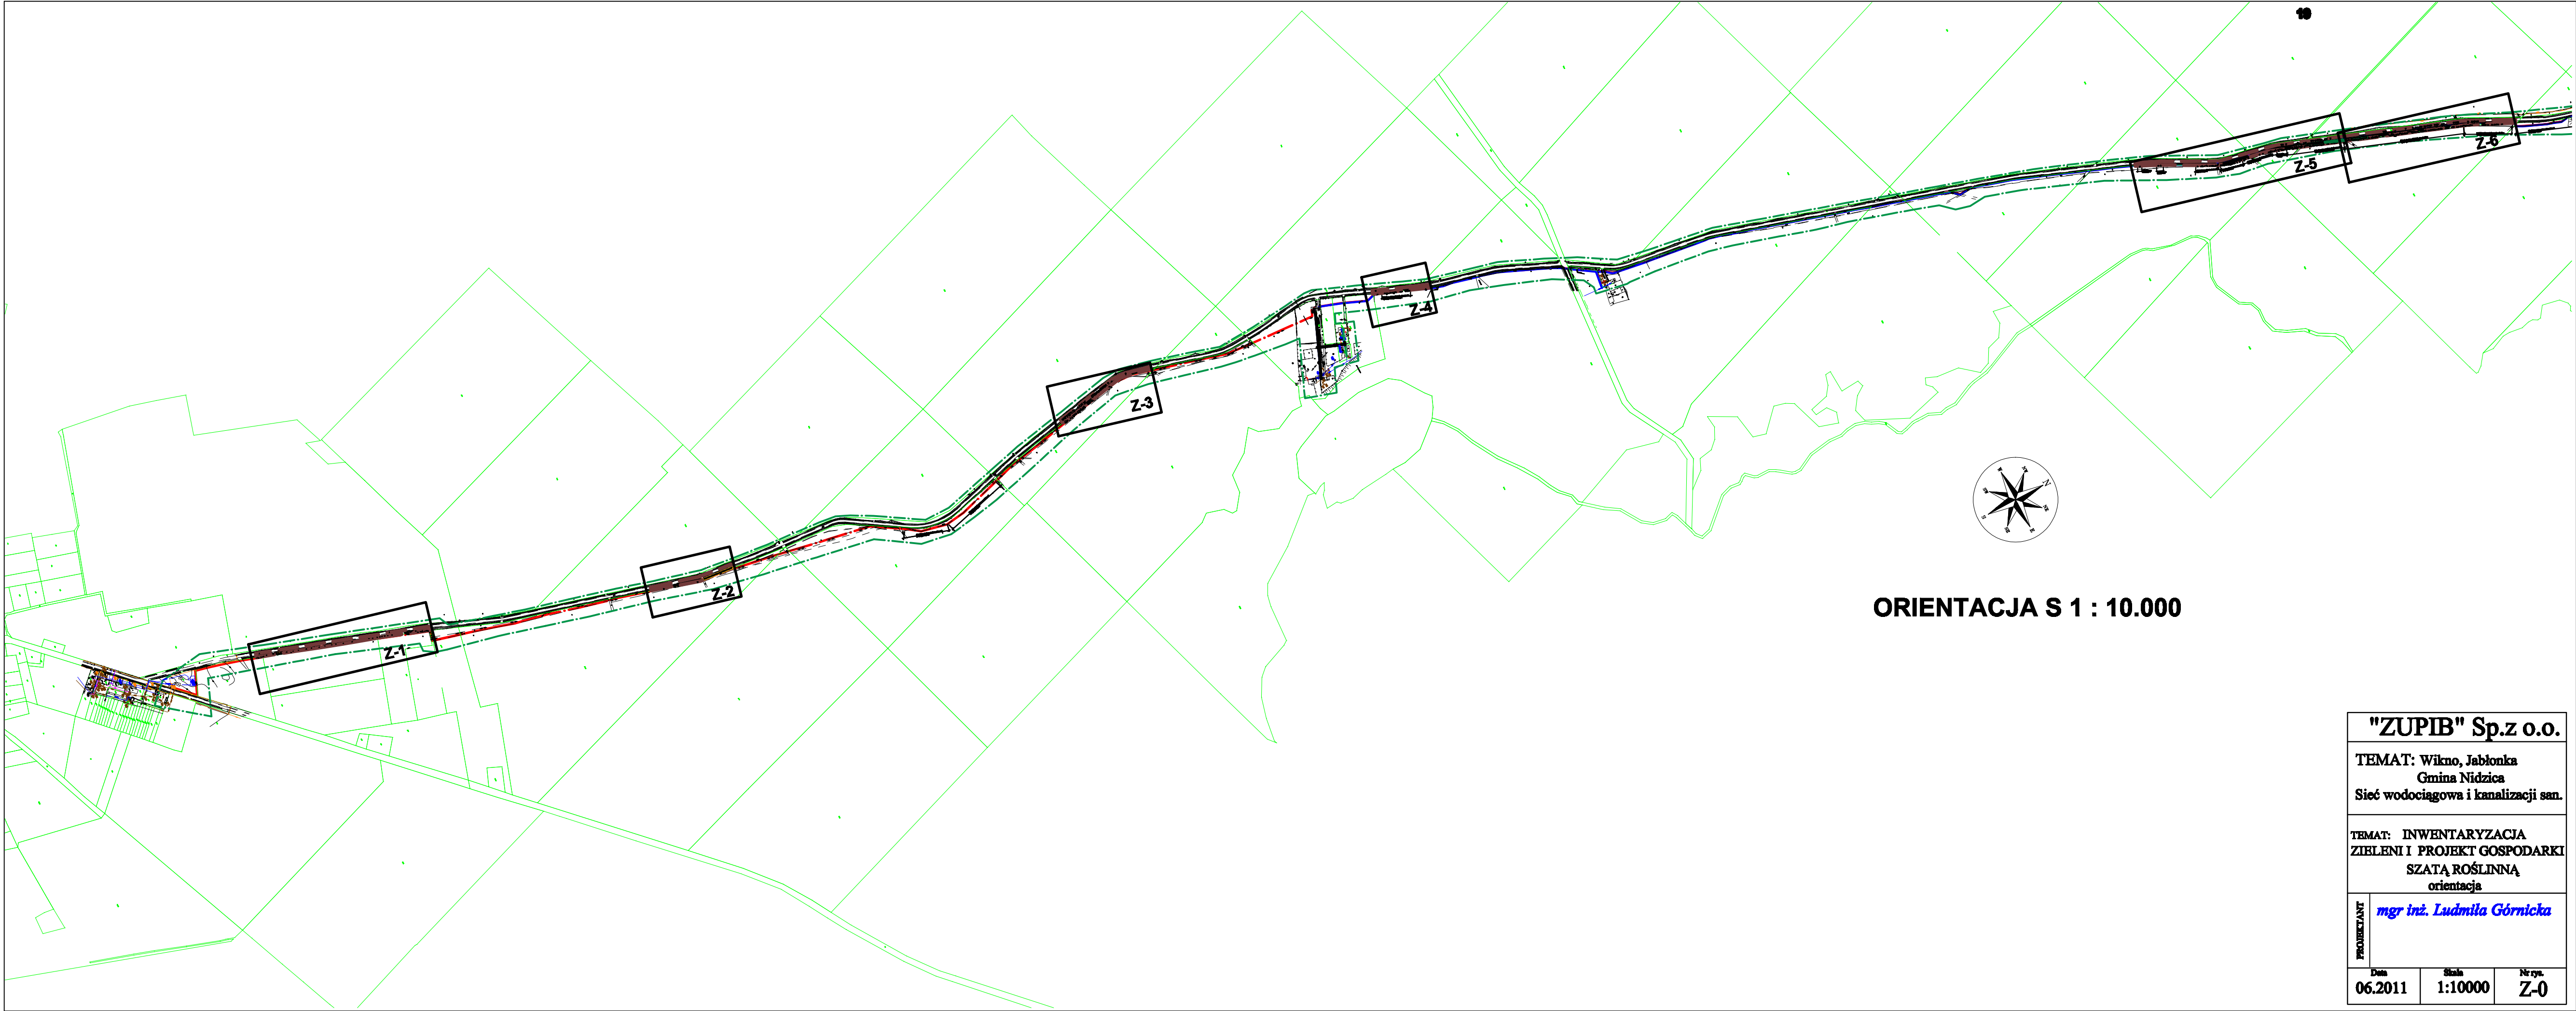 19
Z-6
Z-5
Z-4
Z-3
N
Z-2
ORIENTACJA S 1 : 10.000
Z-1
"ZUPIB" Sp.z o.o.
TEMAT: Wikno, Jabłonka
Gmina Nidzica
Sieć wodociągowa i kanalizacji san.
TEMAT: INWENTARYZACJA
ZIELENI I PROJEKT GOSPODARKI
SZATĄ ROŚLINNĄ
orientacja
PROJEKTANT
mgr inż. Ludmiła Górnicka
Data Skala Nr rys.
06.2011 1:10000 Z-0